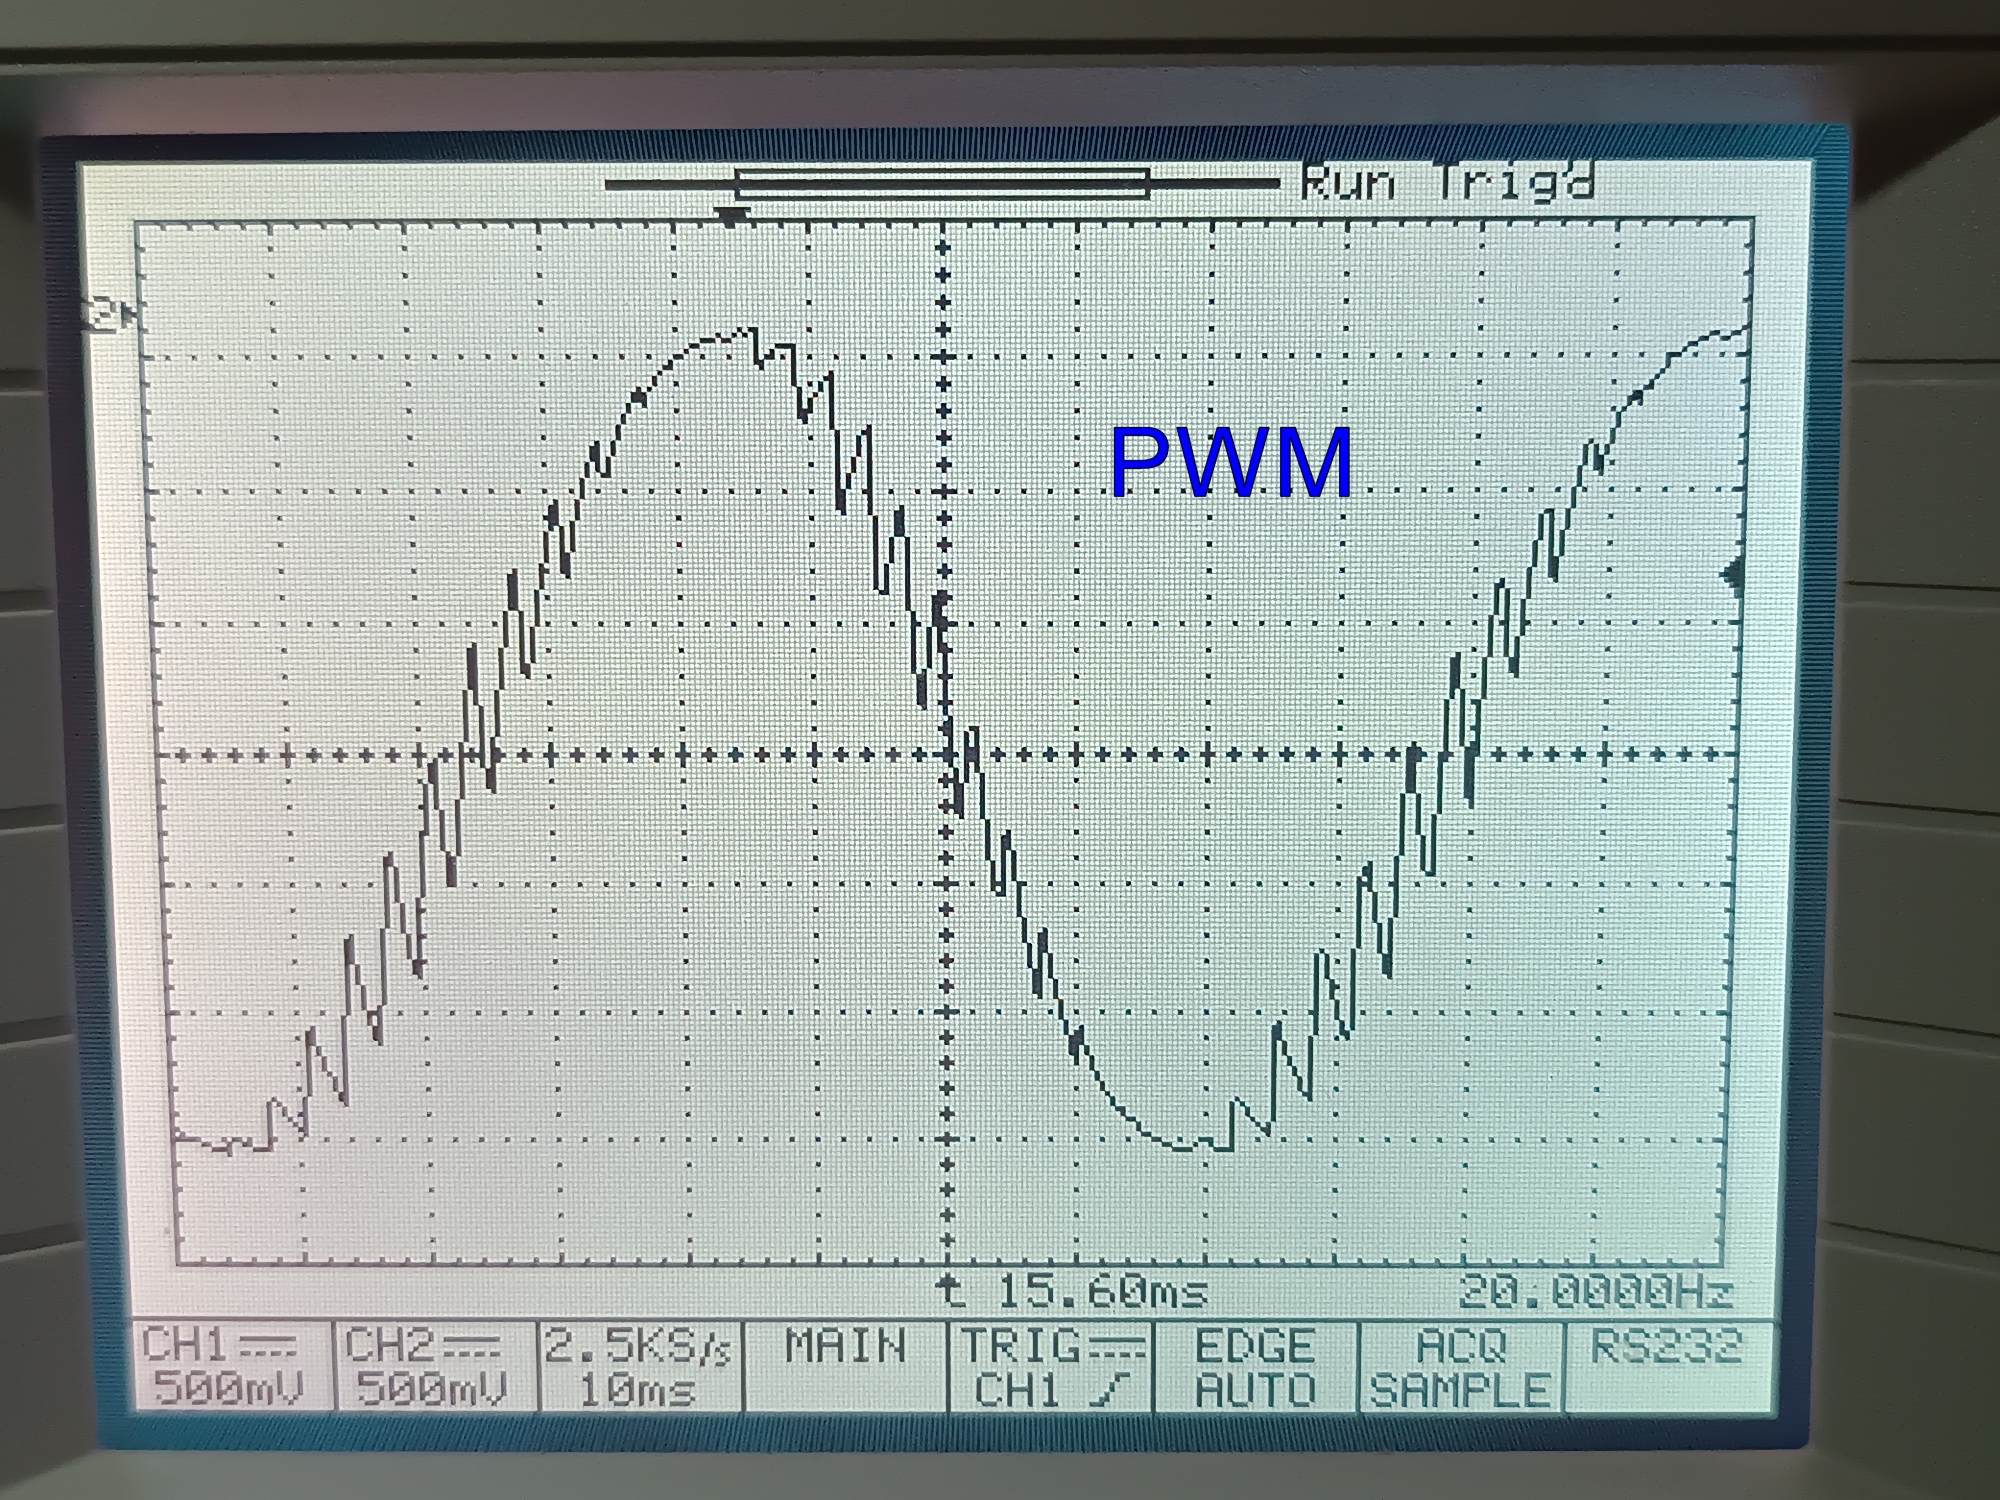 Run Trig'd
2
PWM
t 15.60ms 20.0000Hz
CH1 CH2 2.5KS/s MAIN TRIG EDGE ACQ RS232
500mV 500mV 10ms CH1 AUTO SAMPLE